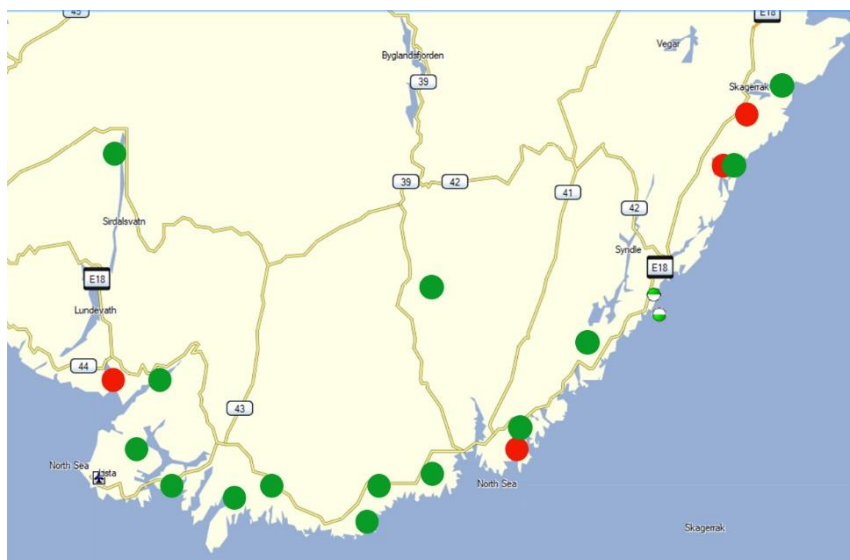 45
E18
Byglandsfjorden
Vegar
39
Skagerrak
39
42
41
42
Sirdalsvatn
Syndle
E18
E18
Lundevath
44
43
North Sea
Lista
North Sea
Skagerrak